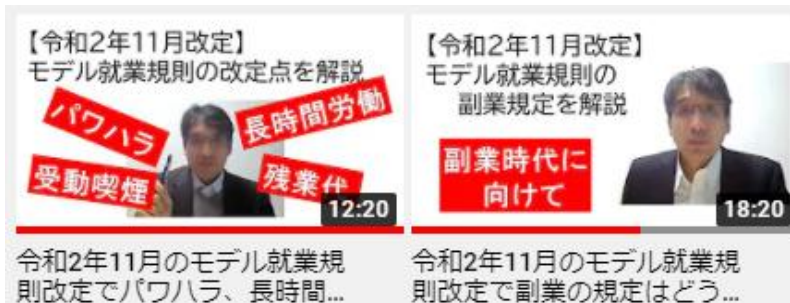 【令和2年11月改定】
モデル就業規則の改定点を解説
パワハラ
長時間労働
受動喫煙
残業代
12:20
令和2年11月のモデル就業規
則改定でパワハラ、長時間...
【令和2年11月改定】
モデル就業規則の
副業規定を解説
副業時代に
向けて
18:20
令和2年11月のモデル就業規
則改定で副業の規定はどう...